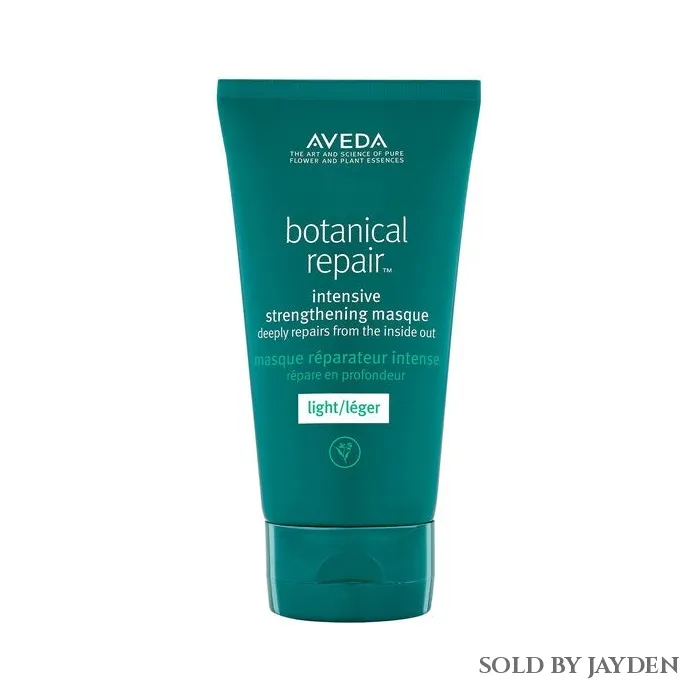 AVEDA
THE ART AND SCIENCE OF PURE
FLOWER AND PLANT ESSENCES
botanical
repair™
intensive
strengthening masque
deeply repairs from the inside out
masque réparateur intense
répare en profondeur
light/léger
SOLD BY JAYDEN